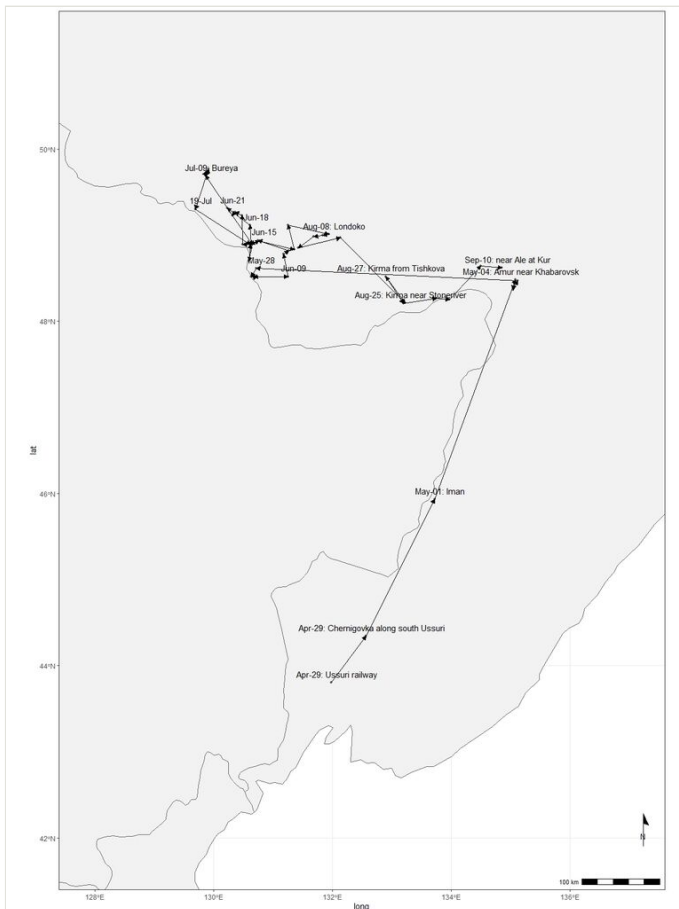 50°N
Jul-09: Bureya
19-Jul
Jun-21
Jun-18
Aug-08: Londoko
Jun-15
Sep-10: near Ale at Kur
May-28
Jun-09
Aug-27: Kirma from Tishkova
May-04: Amur near Khabarovsk
Aug-25: Kirma near Stoneriver
48°N
lat
46°N
May-01: Iman
Apr-29: Chernigovka along south Ussuri
44°N
Apr-29: Ussuri railway
42°N
N
100 km
128°E
130°E
132°E
134°E
136°E
long